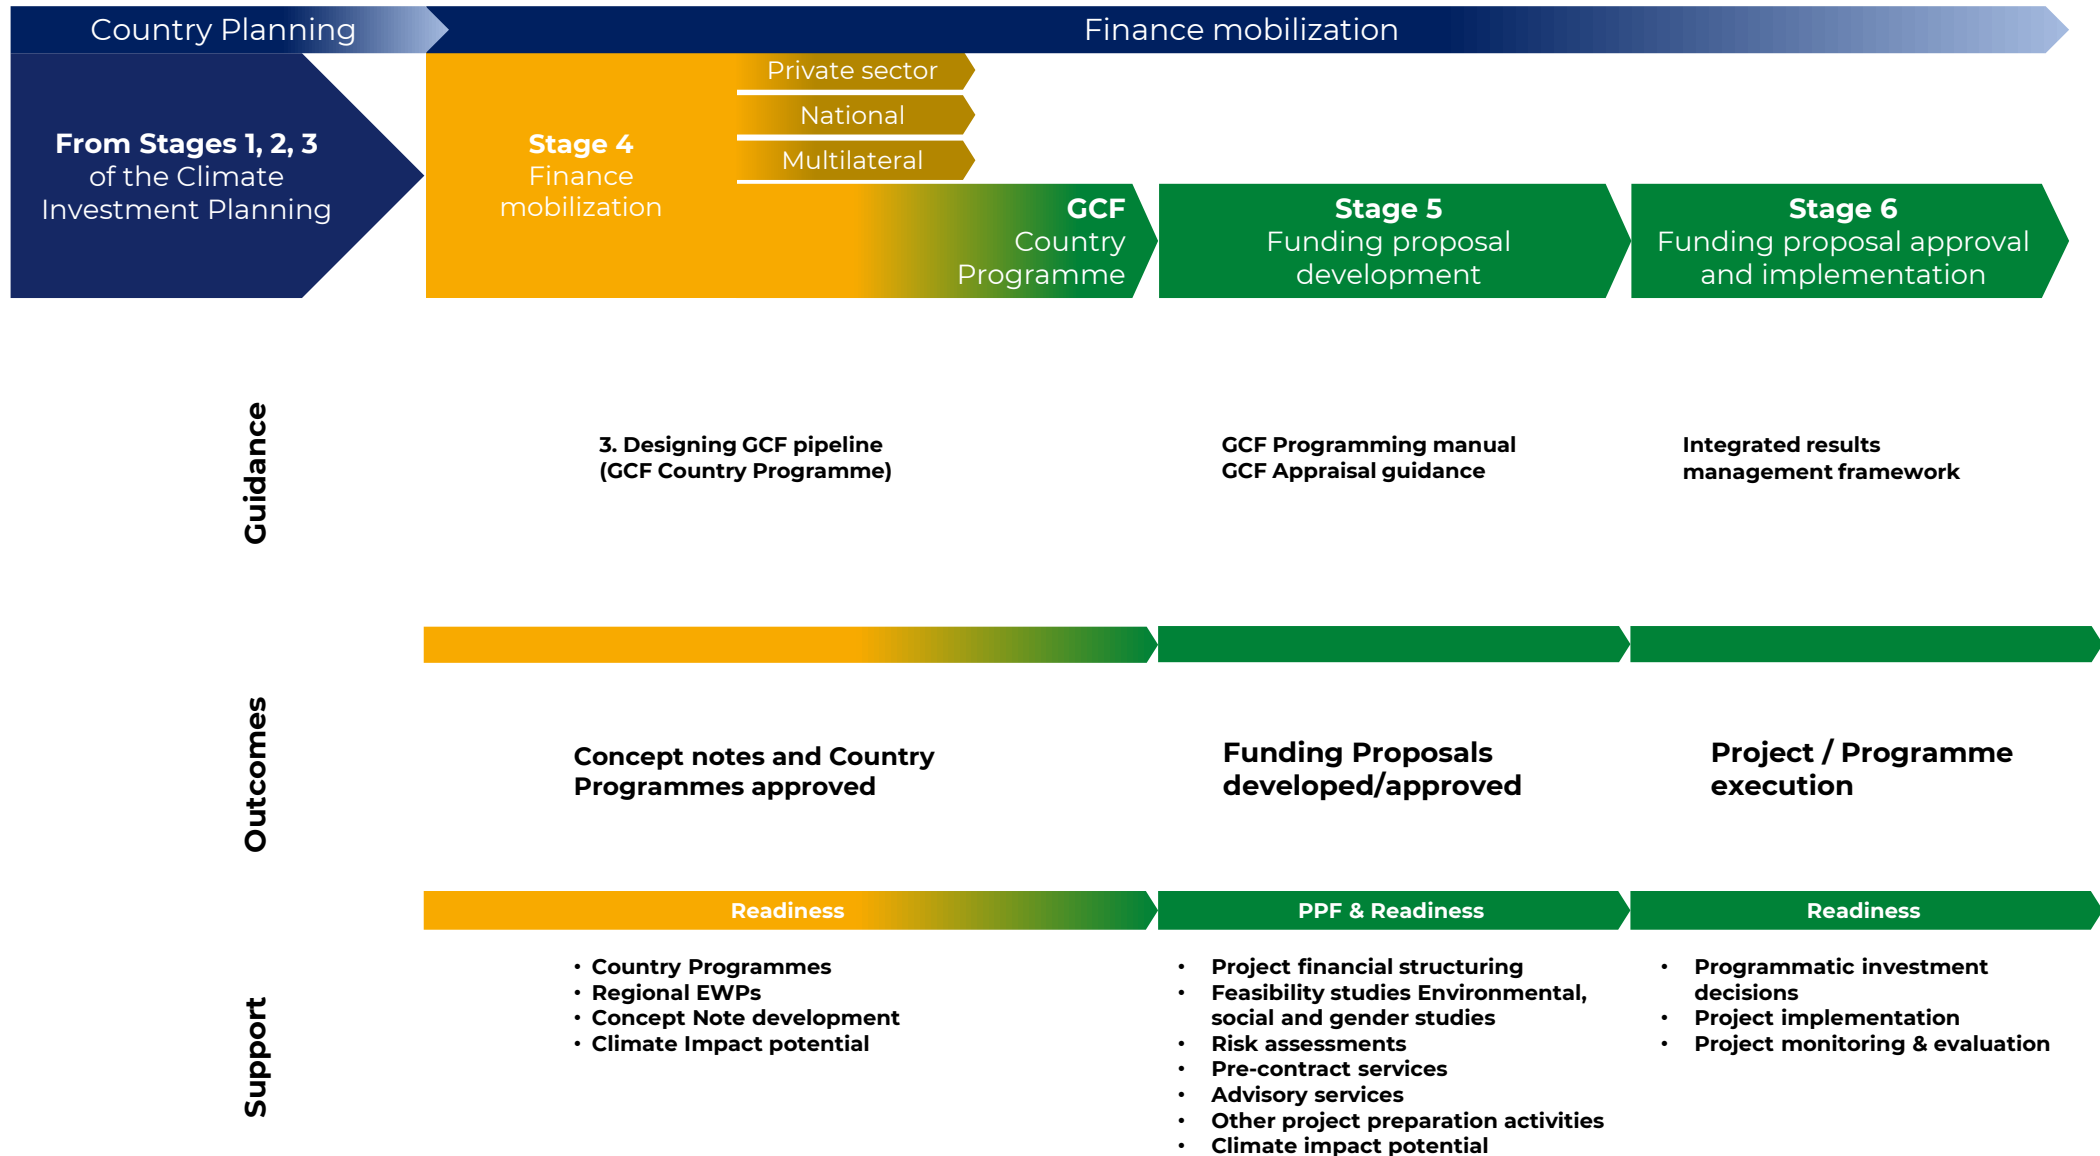 Country Planning
Finance mobilization
From Stages 1, 2, 3
of the Climate
Investment Planning
Stage 4
Finance
mobilization
Private sector
National
Multilateral
GCF
Country
Programme
Stage 5
Funding proposal
development
Stage 6
Funding proposal approval
and implementation
Guidance
3. Designing GCF pipeline
(GCF Country Programme)
GCF Programming manual
GCF Appraisal guidance
Integrated results
management framework
Outcomes
Concept notes and Country
Programmes approved
Funding Proposals
developed/approved
Project / Programme
execution
Support
Readiness
• Country Programmes
• Regional EWPs
• Concept Note development
• Climate Impact potential
PPF & Readiness
• Project financial structuring
• Feasibility studies Environmental,
social and gender studies
• Risk assessments
• Pre-contract services
• Advisory services
• Other project preparation activities
• Climate impact potential
Readiness
• Programmatic investment
decisions
• Project implementation
• Project monitoring & evaluation